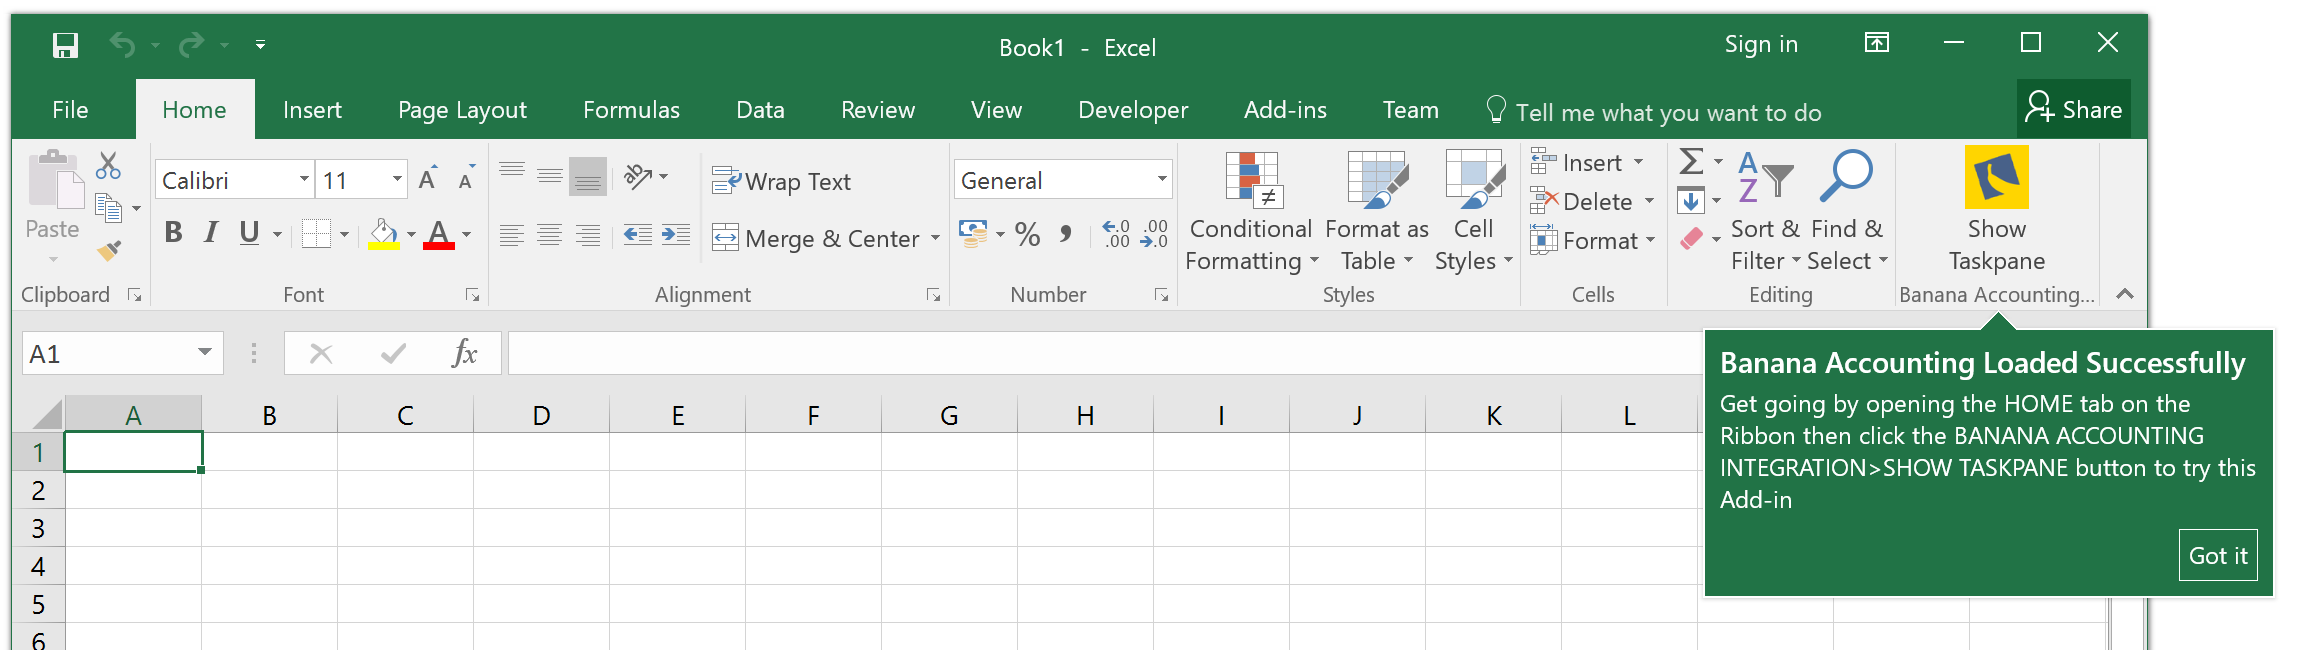 Book1 - Excel
Sign in
File Home Insert Page Layout Formulas Data Review View Developer Add-ins Team Tell me what you want to do Share
Paste
Clipboard
Calibri 11 A A
B I U A
Font
ab
Wrap Text
Merge & Center
Alignment
General
% , .0 .00 .00 .0
Number
≠
Conditional
Formatting
Format as
Table
Cell
Styles
Styles
Insert
Delete
Format
Cells
Σ
A
Z
Sort &
Filter
Find &
Select
Editing
Show
Taskpane
Banana Accounting...
A1 fx
Banana Accounting Loaded Successfully
Get going by opening the HOME tab on the
Ribbon then click the BANANA ACCOUNTING
INTEGRATION>SHOW TASKPANE button to try this
Add-in
Got it
A B C D E F G H I J K L
1
2
3
4
5
6